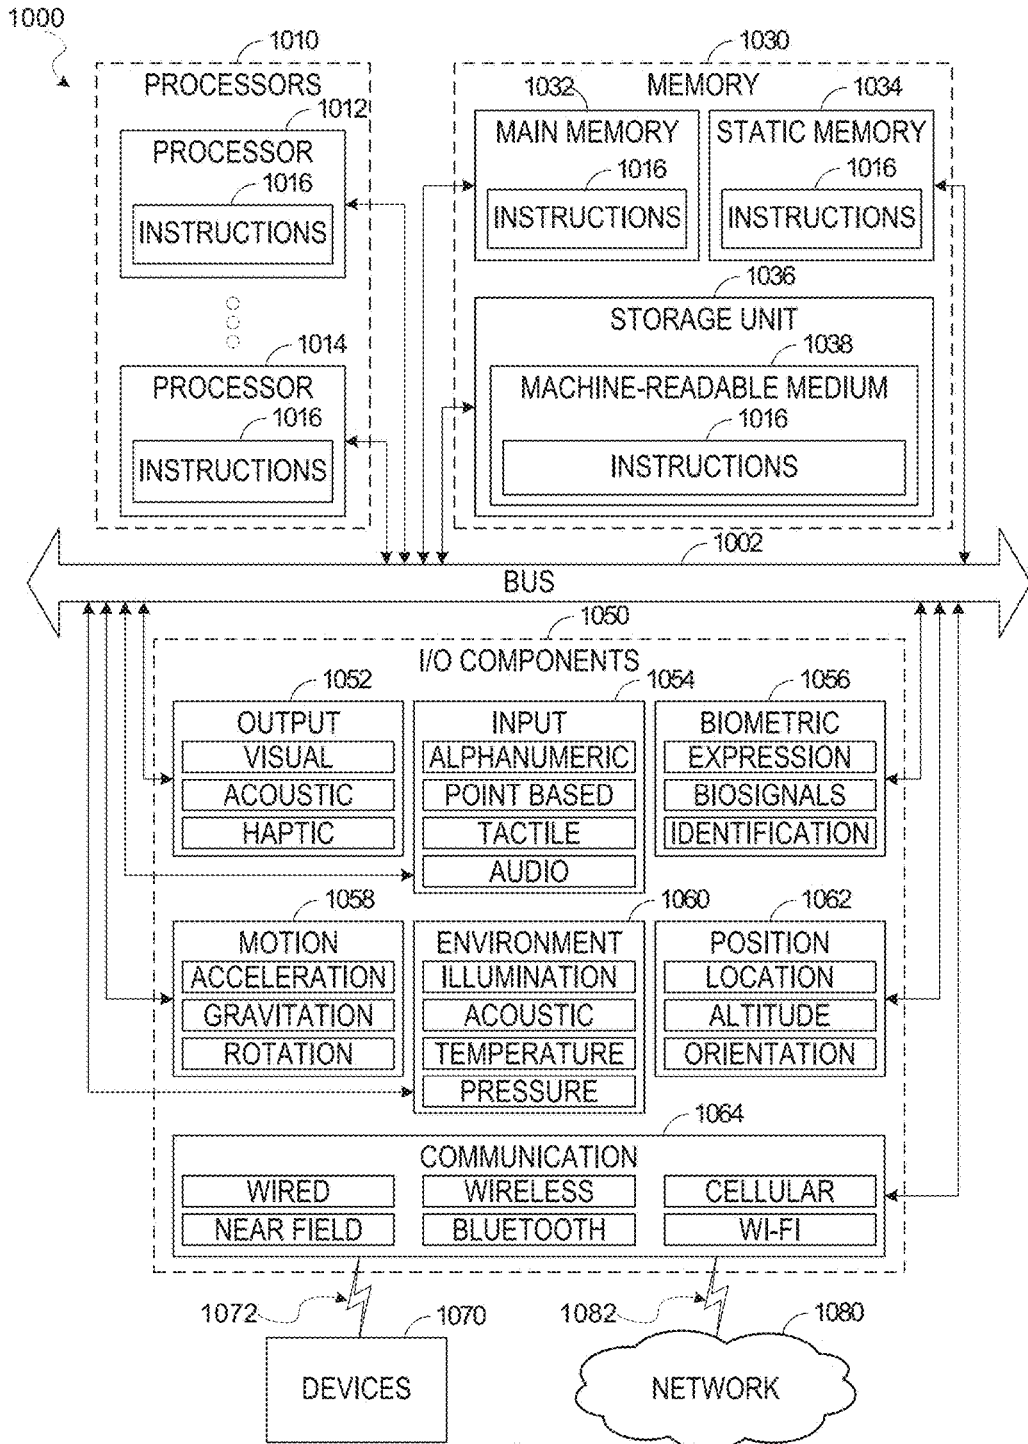 1000
1010
PROCESSORS
1012
PROCESSOR
1016
INSTRUCTIONS
1014
PROCESSOR
1016
INSTRUCTIONS
1030
MEMORY
1032
MAIN MEMORY
1016
INSTRUCTIONS
1034
STATIC MEMORY
1016
INSTRUCTIONS
1036
STORAGE UNIT
1038
MACHINE-READABLE MEDIUM
1016
INSTRUCTIONS
1002
BUS
1050
I/O COMPONENTS
1052
OUTPUT
VISUAL
ACOUSTIC
HAPTIC
1054
INPUT
ALPHANUMERIC
POINT BASED
TACTILE
AUDIO
1056
BIOMETRIC
EXPRESSION
BIOSIGNALS
IDENTIFICATION
1058
MOTION
ACCELERATION
GRAVITATION
ROTATION
1060
ENVIRONMENT
ILLUMINATION
ACOUSTIC
TEMPERATURE
PRESSURE
1062
POSITION
LOCATION
ALTITUDE
ORIENTATION
1064
COMMUNICATION
WIRED
WIRELESS
CELLULAR
NEAR FIELD
BLUETOOTH
WI-FI
1072
1070
DEVICES
1082
1080
NETWORK